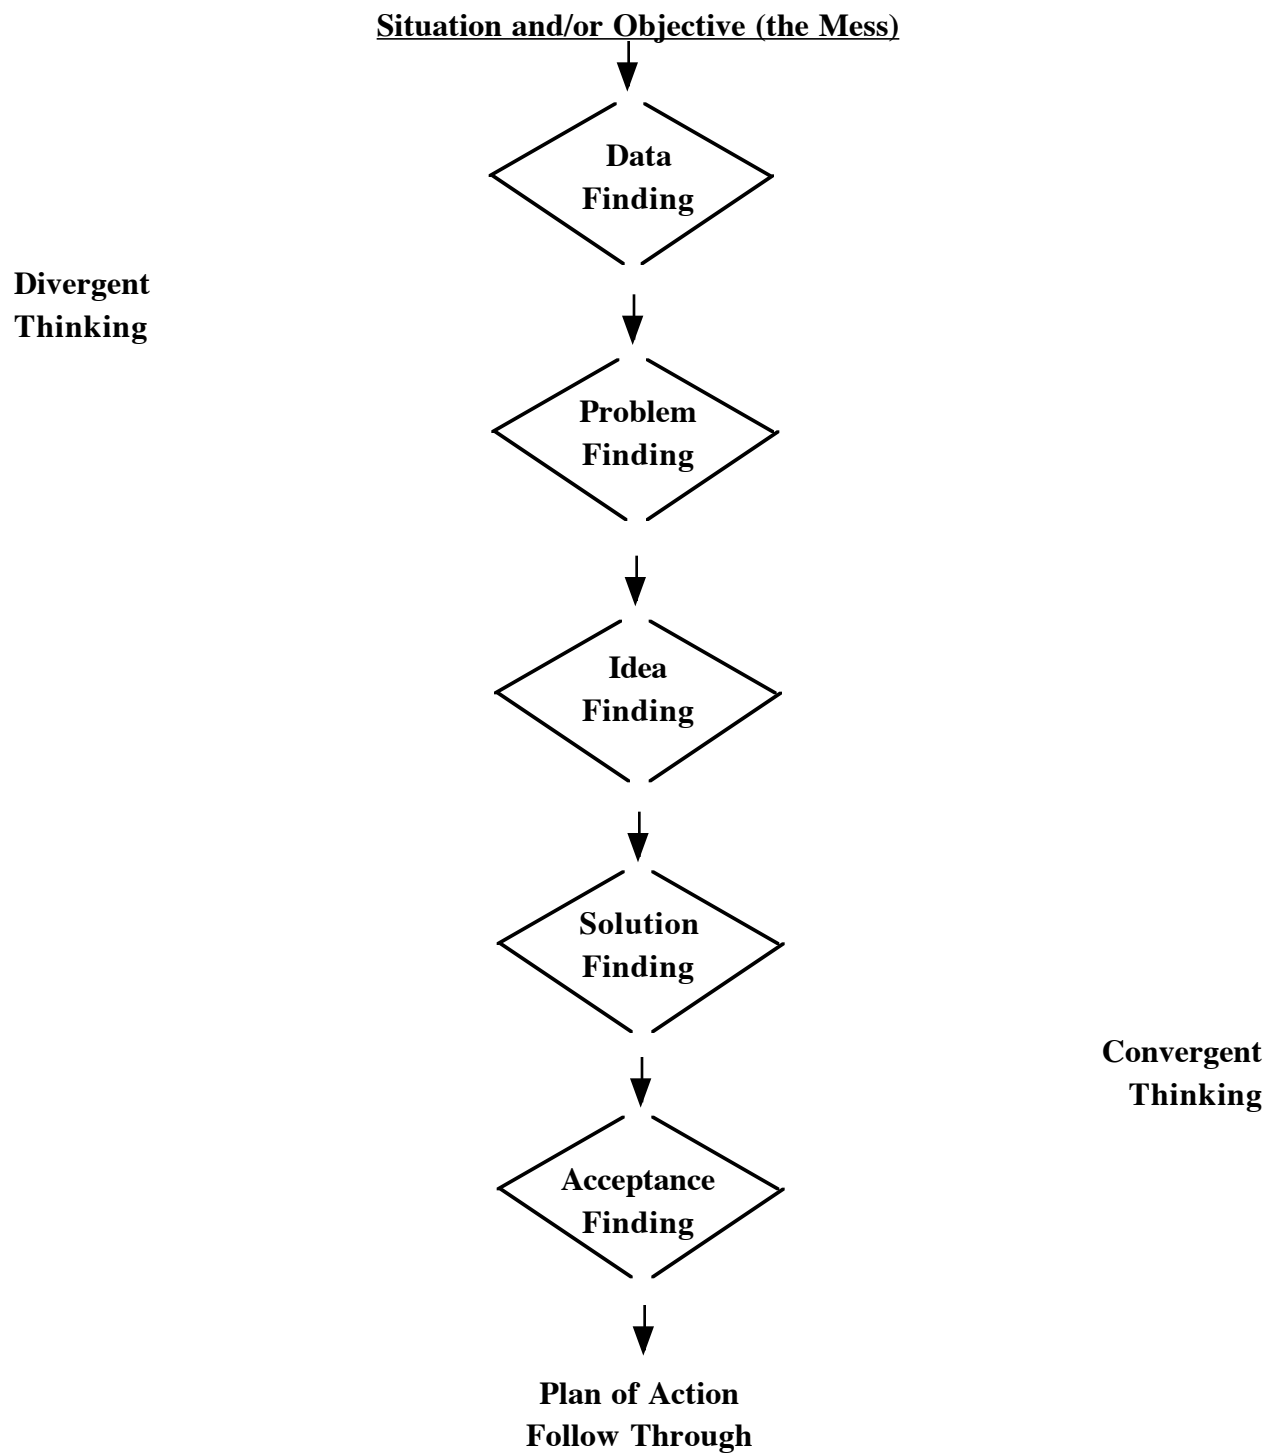 Situation and/or Objective (the Mess)
Data
Finding
Divergent
Thinking
Problem
Finding
Idea
Finding
Solution
Finding
Convergent
Thinking
Acceptance
Finding
Plan of Action
Follow Through